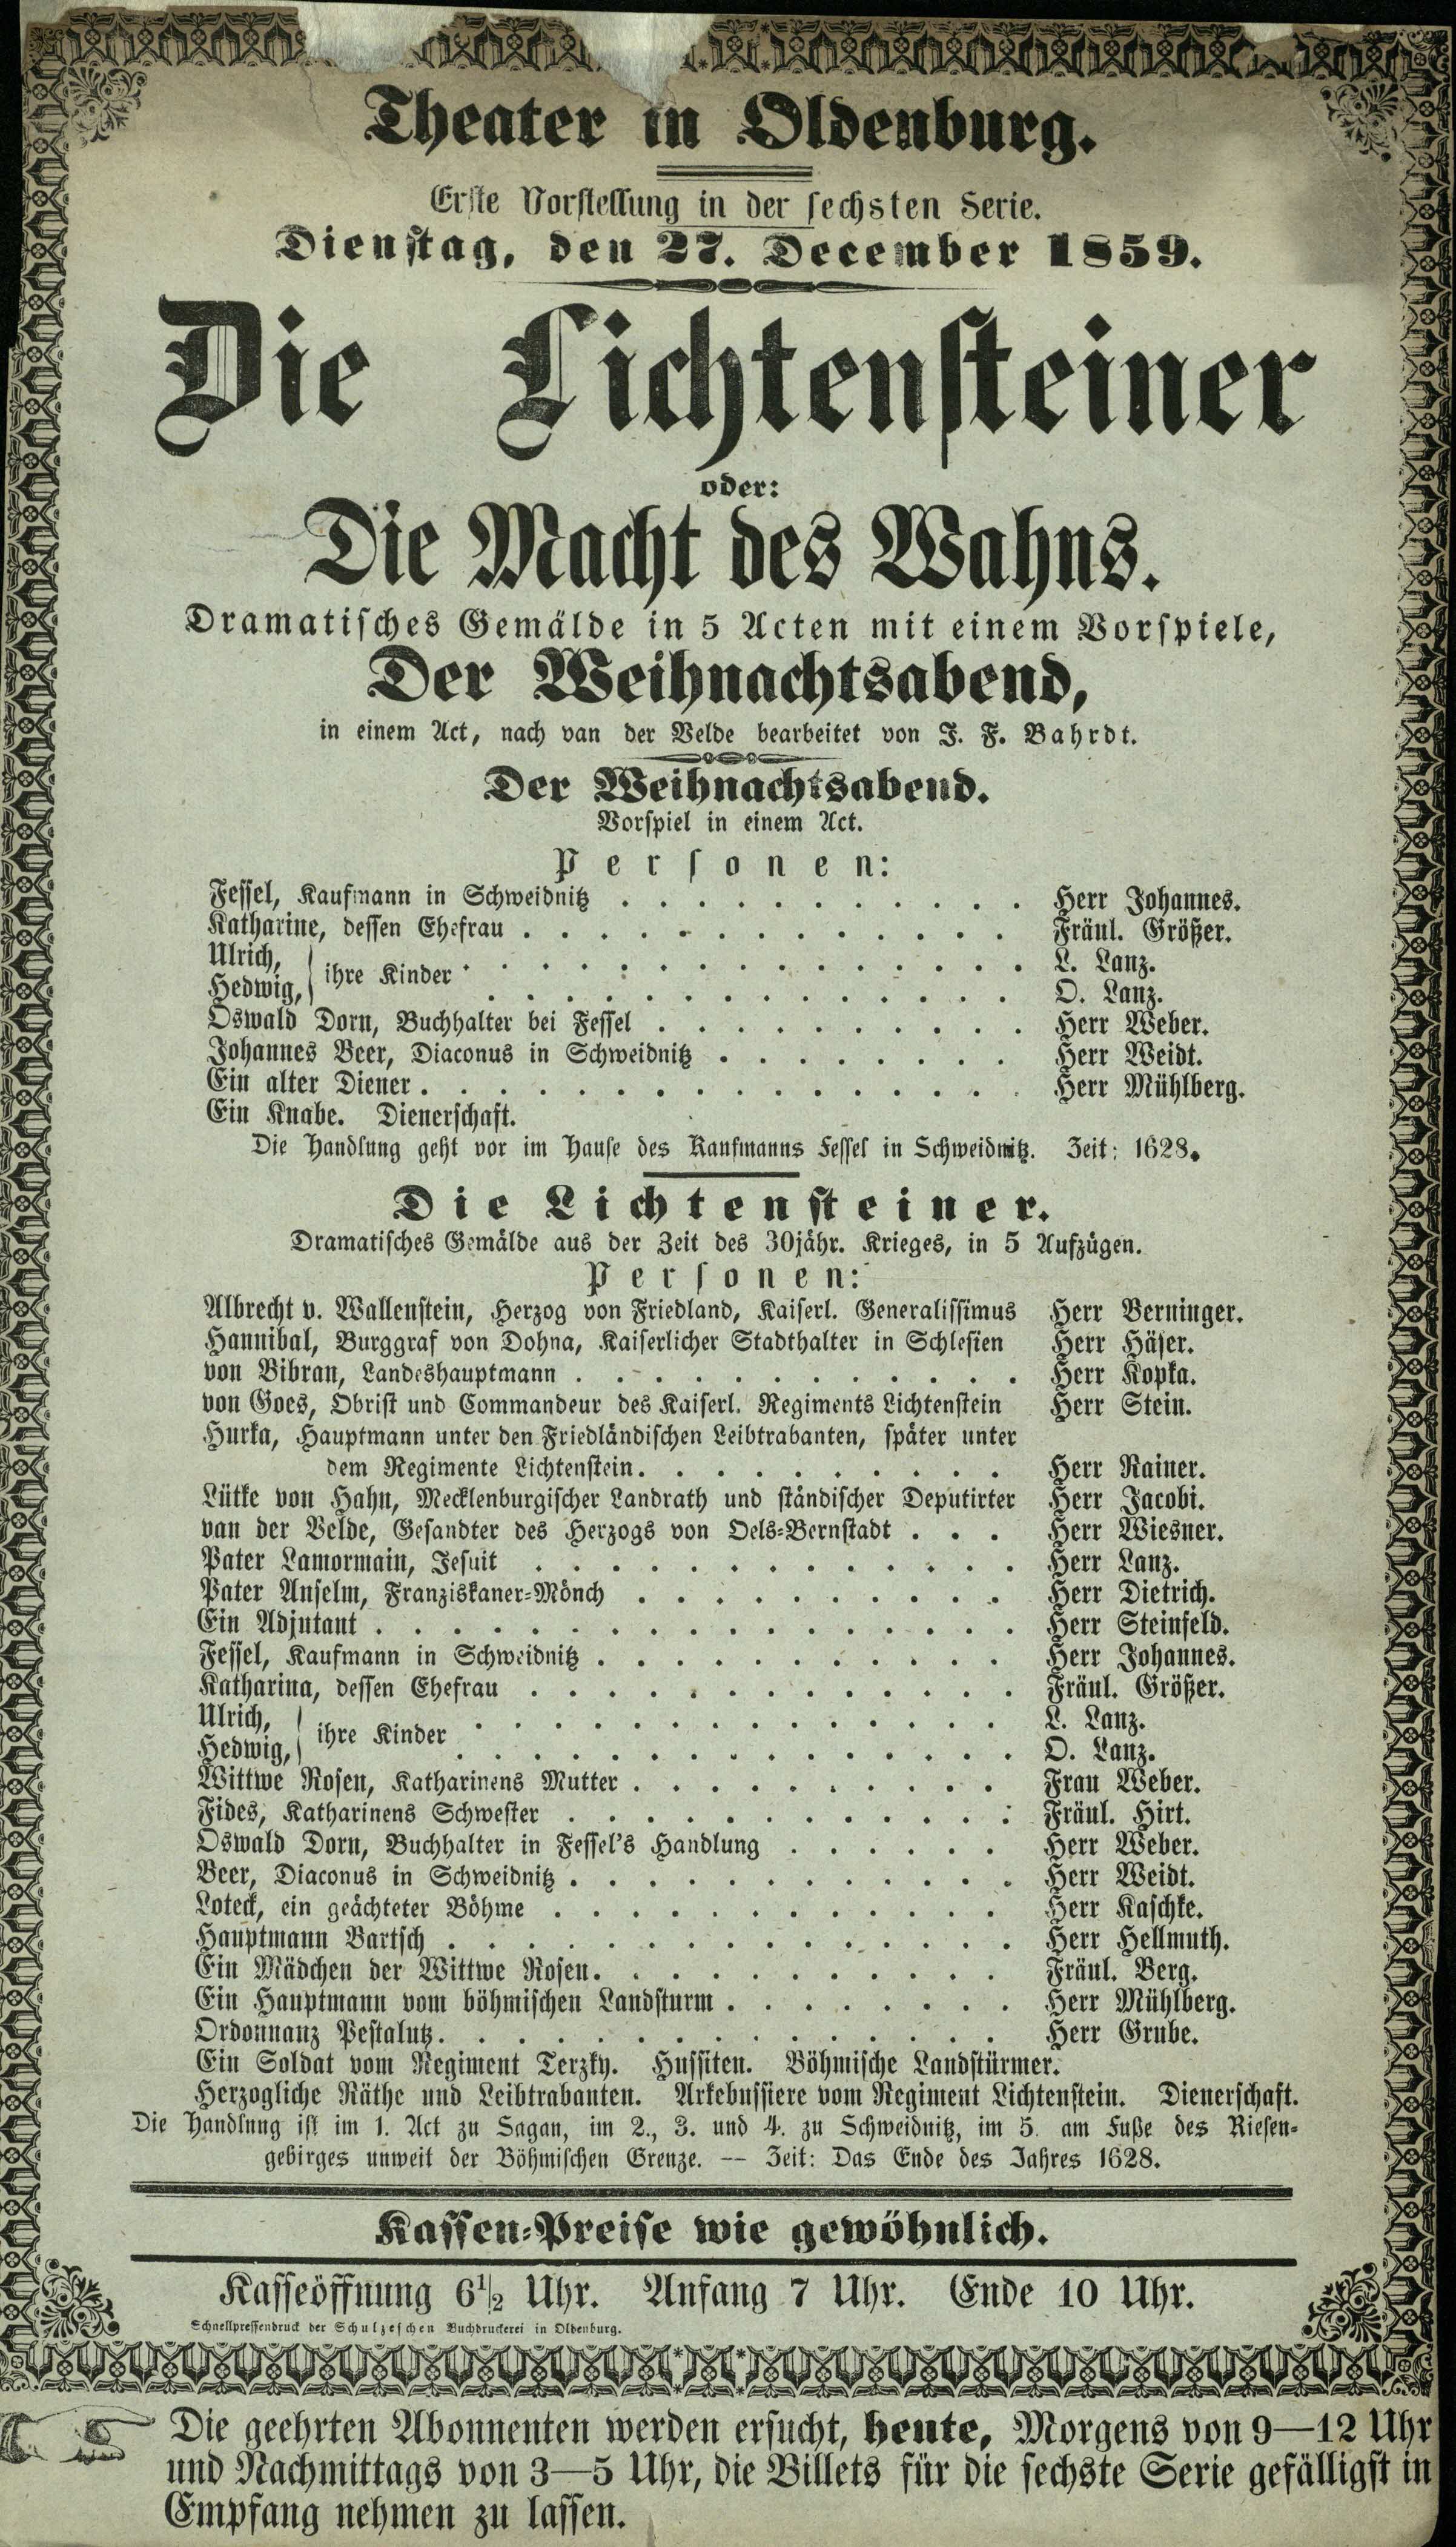 Theater in Oldenburg.
Erste Vorstellung in der sechsten Serie.
Dienstag, den 27. December 1859.
Die Lichtensteiner
oder:
Die Macht des Wahns.
Dramatisches Gemälde in 5 Acten mit einem Vorspiele,
Der Weihnachtsabend,
in einem Act, nach van der Velde bearbeitet von J. F. Bahrdt.
Der Weihnachtsabend.
Vorspiel in einem Act.
Personen:
Fessel, Kaufmann in Schweidnitz . . . . . . . . . . . Herr Johannes.
Katharine, dessen Ehefrau . . . . . . . . . . . . . Fräul. Größer.
Ulrich, } ihre Kinder . . . . . . . . . . . . . . . L. Lanz.
Hedwig, } . . . . . . . . . . . . . . O. Lanz.
Oswald Dorn, Buchhalter bei Fessel . . . . . . . . . . Herr Weber.
Johannes Beer, Diaconus in Schweidnitz . . . . . . . . Herr Weidt.
Ein alter Diener . . . . . . . . . . . . . . . . Herr Mühlberg.
Ein Knabe. Dienerschaft.
Die Handlung geht vor im Hause des Kaufmanns Fessel in Schweidnitz. Zeit: 1628.
Die Lichtensteiner.
Dramatisches Gemälde aus der Zeit des 30jähr. Krieges, in 5 Aufzügen.
Personen:
Albrecht v. Wallenstein, Herzog von Friedland, Kaiserl. Generalissimus Herr Berninger.
Hannibal, Burggraf von Dohna, Kaiserlicher Stadthalter in Schlesien Herr Häser.
von Bibran, Landeshauptmann . . . . . . . . . . . . Herr Kopka.
von Goes, Obrist und Commandeur des Kaiserl. Regiments Lichtenstein Herr Stein.
Hurka, Hauptmann unter den Friedländischen Leibtrabanten, später unter
dem Regimente Lichtenstein. . . . . . . . . . . Herr Rainer.
Lütke von Hahn, Mecklenburgischer Landrath und ständischer Deputirter Herr Jacobi.
van der Velde, Gesandter des Herzogs von Oels-Bernstadt . . . Herr Wiesner.
Pater Lamormain, Jesuit . . . . . . . . . . . . . Herr Lanz.
Pater Anselm, Franziskaner-Mönch . . . . . . . . . . Herr Dietrich.
Ein Adjutant . . . . . . . . . . . . . . . . . Herr Steinfeld.
Fessel, Kaufmann in Schweidnitz . . . . . . . . . . . Herr Johannes.
Katharina, dessen Ehefrau . . . . . . . . . . . . . Fräul. Größer.
Ulrich, } ihre Kinder . . . . . . . . . . . . . . L. Lanz.
Hedwig, } . . . . . . . . . . . . . . . O. Lanz.
Wittwe Rosen, Katharinens Mutter . . . . . . . . . . Frau Weber.
Fides, Katharinens Schwester . . . . . . . . . . . . Fräul. Hirt.
Oswald Dorn, Buchhalter in Fessel's Handlung . . . . . . Herr Weber.
Beer, Diaconus in Schweidnitz . . . . . . . . . . . . Herr Weidt.
Loteck, ein geächteter Böhme . . . . . . . . . . . . Herr Kaschke.
Hauptmann Bartsch . . . . . . . . . . . . . . . Herr Hellmuth.
Ein Mädchen der Wittwe Rosen. . . . . . . . . . . . Fräul. Berg.
Ein Hauptmann vom böhmischen Landsturm . . . . . . . . Herr Mühlberg.
Ordonnanz Pestalutz. . . . . . . . . . . . . . . . Herr Grube.
Ein Soldat vom Regiment Terzky. Hussiten. Böhmische Landstürmer.
Herzogliche Räthe und Leibtrabanten. Arkebussiere vom Regiment Lichtenstein. Dienerschaft.
Die Handlung ist im 1. Act zu Sagan, im 2., 3. und 4. zu Schweidnitz, im 5. am Fuße des Riesen-
gebirges unweit der Böhmischen Grenze. — Zeit: Das Ende des Jahres 1628.
Kassen-Preise wie gewöhnlich.
Kasseöffnung 6 1/2 Uhr. Anfang 7 Uhr. Ende 10 Uhr.
Schnellpressendruck der Schulzeschen Buchdruckerei in Oldenburg.
Die geehrten Abonnenten werden ersucht, heute, Morgens von 9—12 Uhr
und Nachmittags von 3—5 Uhr, die Billets für die sechste Serie gefälligst in
Empfang nehmen zu lassen.